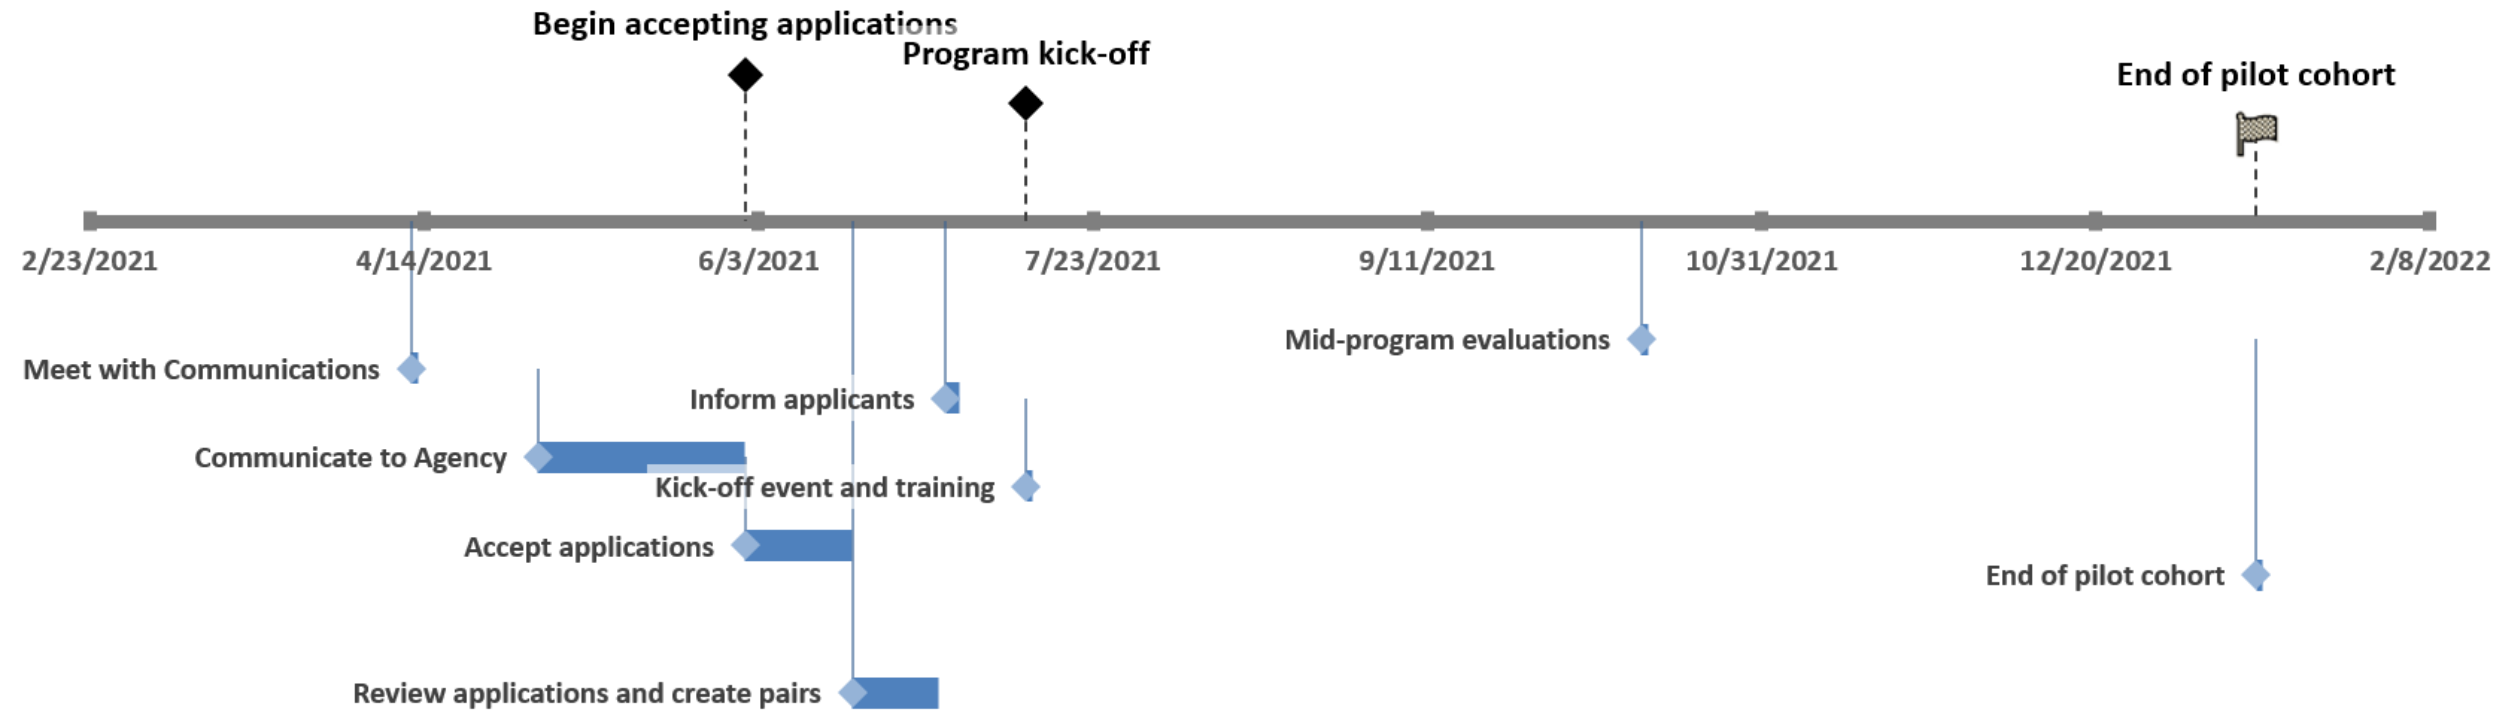 Begin accepting applications
Program kick-off
End of pilot cohort
2/23/2021
4/14/2021
6/3/2021
7/23/2021
9/11/2021
10/31/2021
12/20/2021
2/8/2022
Mid-program evaluations
Meet with Communications
Inform applicants
Communicate to Agency
Kick-off event and training
Accept applications
End of pilot cohort
Review applications and create pairs